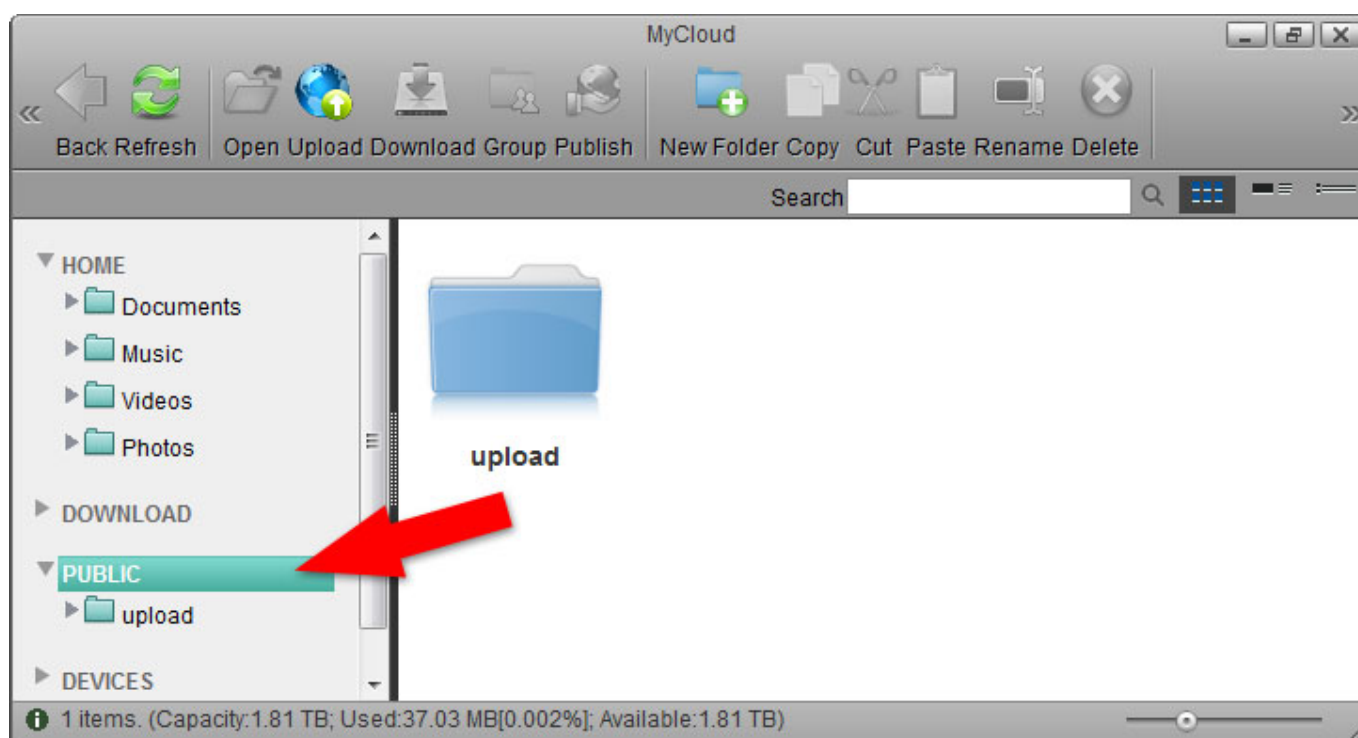 MyCloud
Back Refresh Open Upload Download Group Publish New Folder Copy Cut Paste Rename Delete
Search
HOME
Documents
Music
Videos
Photos
upload
DOWNLOAD
PUBLIC
upload
DEVICES
1 items. (Capacity:1.81 TB; Used:37.03 MB[0.002%]; Available:1.81 TB)